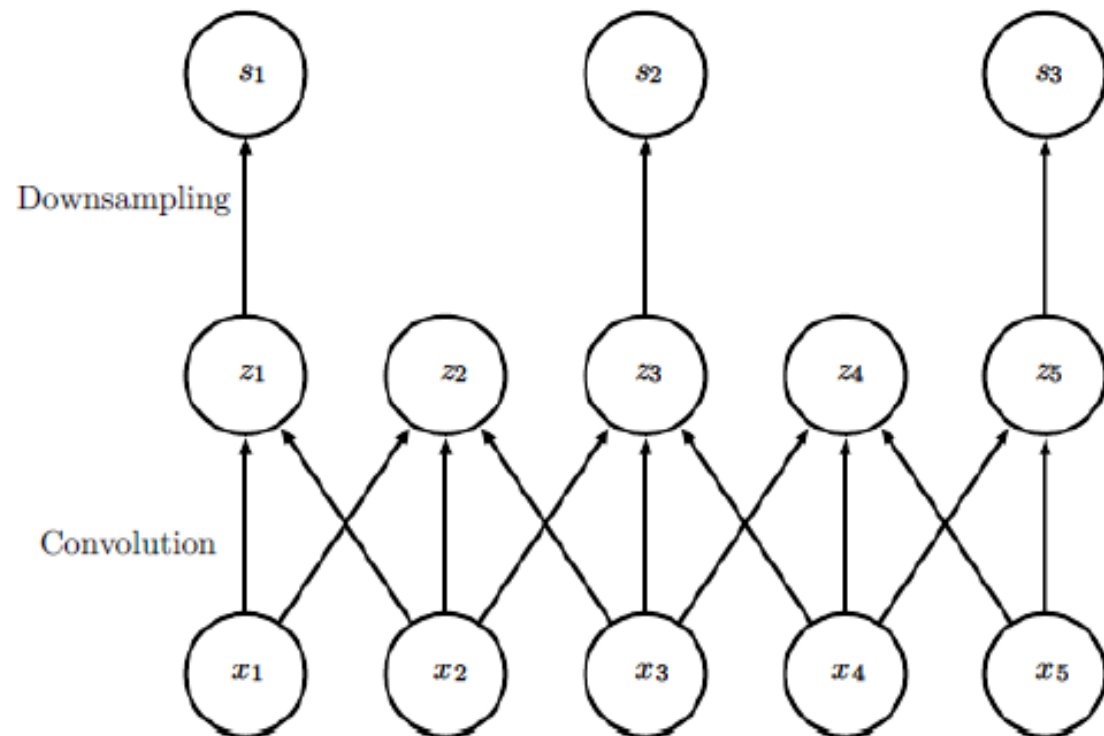 s1 s2 s3
Downsampling
z1 z2 z3 z4 z5
Convolution
x1 x2 x3 x4 x5